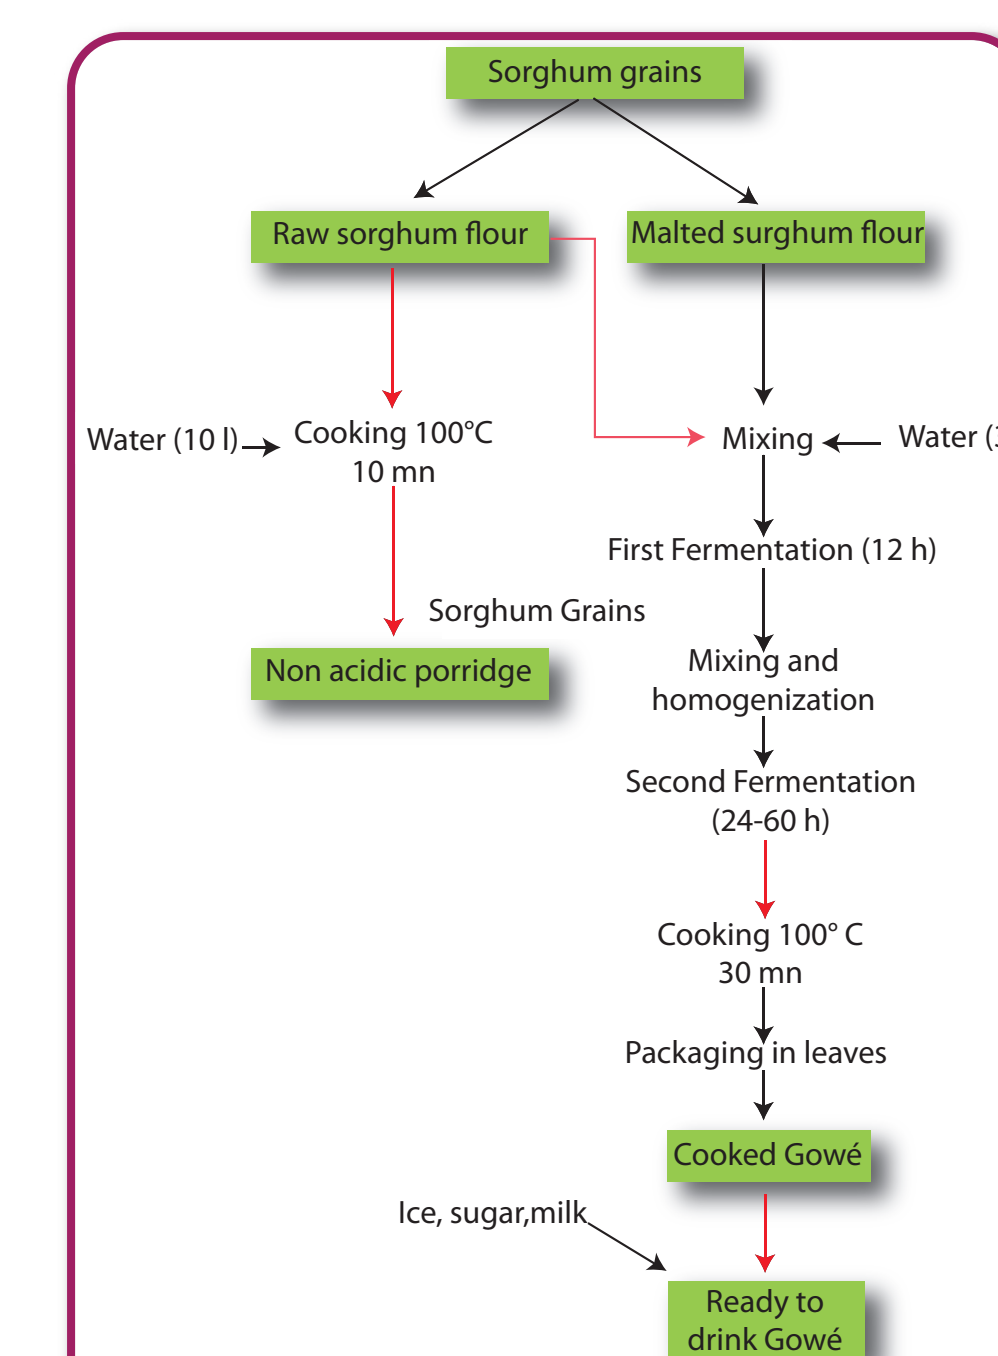 Sorghum grains
Raw sorghum flour
Malted surghum flour
Water (10 l)
Cooking 100°C
10 mn
Mixing
Water (3
First Fermentation (12 h)
Sorghum Grains
Non acidic porridge
Mixing and
homogenization
Second Fermentation
(24-60 h)
Cooking 100° C
30 mn
Packaging in leaves
Cooked Gowé
Ice, sugar,milk
Ready to
drink Gowé